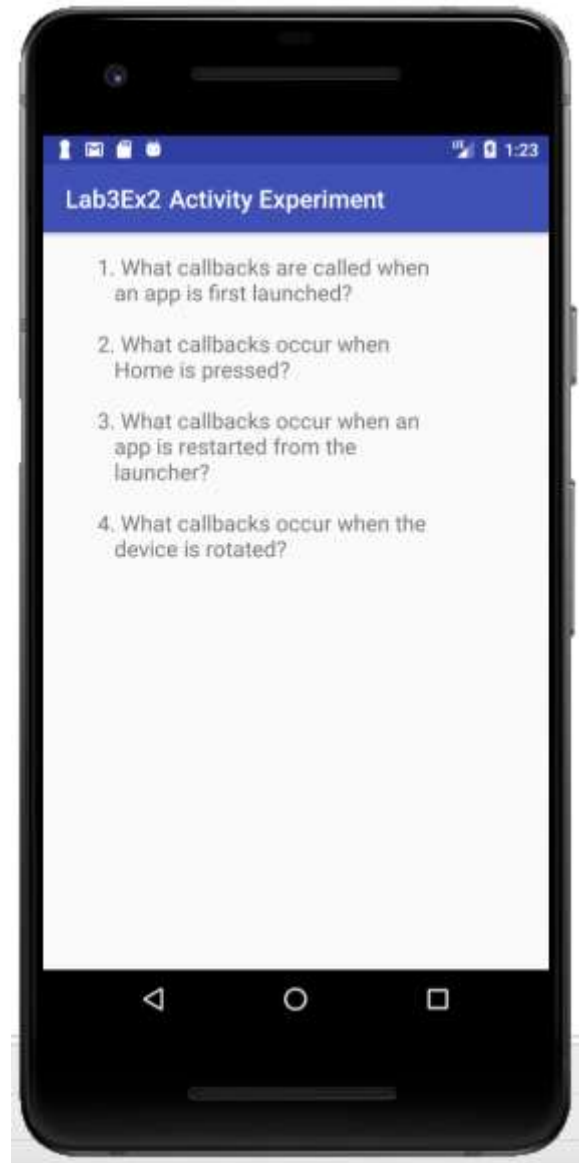 1:23
Lab3Ex2 Activity Experiment
1. What callbacks are called when
an app is first launched?
2. What callbacks occur when
Home is pressed?
3. What callbacks occur when an
app is restarted from the
launcher?
4. What callbacks occur when the
device is rotated?